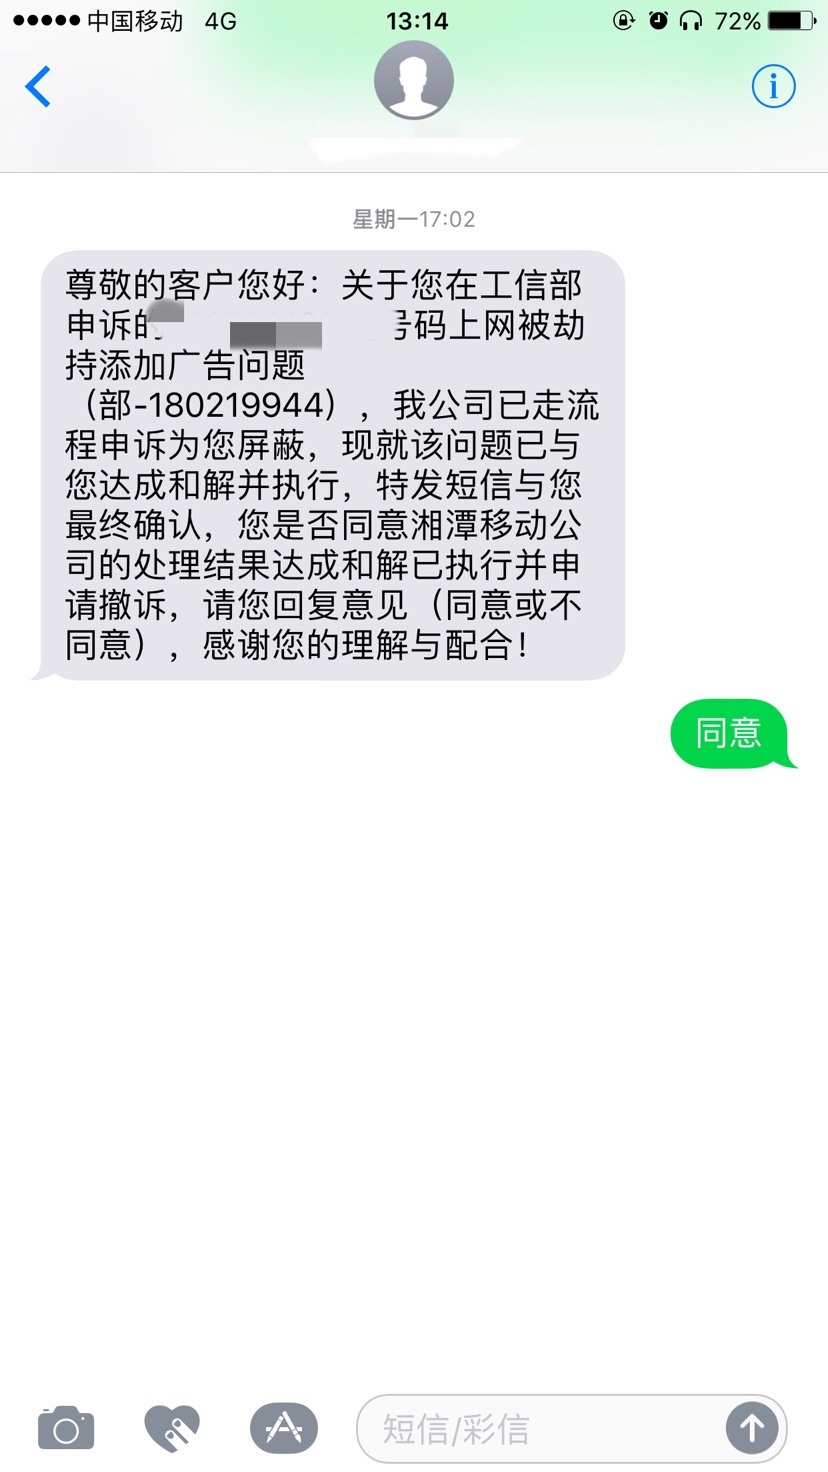 中国移动 4G 13:14 72%
星期一17:02
尊敬的客户您好：关于您在工信部
申诉的 号码上网被劫
持添加广告问题
（部-180219944），我公司已走流
程申诉为您屏蔽，现就该问题已与
您达成和解并执行，特发短信与您
最终确认，您是否同意湘潭移动公
司的处理结果达成和解已执行并申
请撤诉，请您回复意见（同意或不
同意），感谢您的理解与配合！
同意
短信/彩信